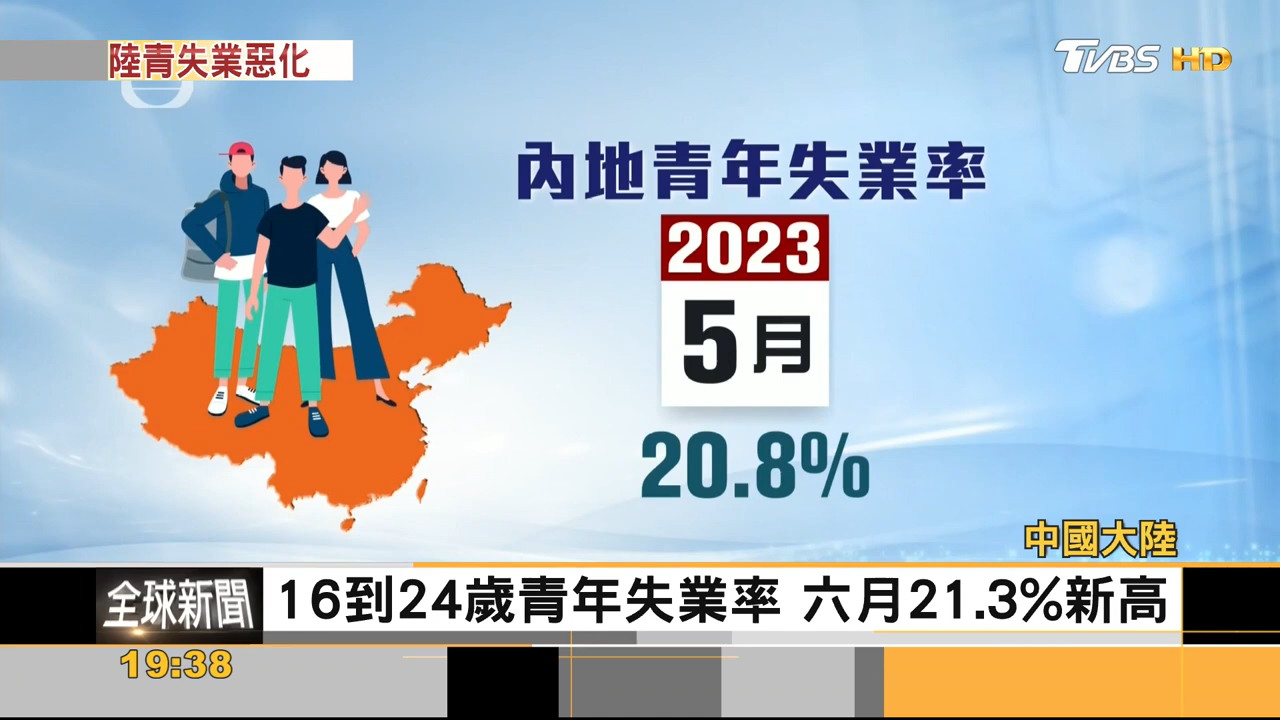 陸青失業惡化
TVBS HD
內地青年失業率
2023
5月
20.8%
中國大陸
全球新聞
16到24歲青年失業率 六月21.3%新高
19:38